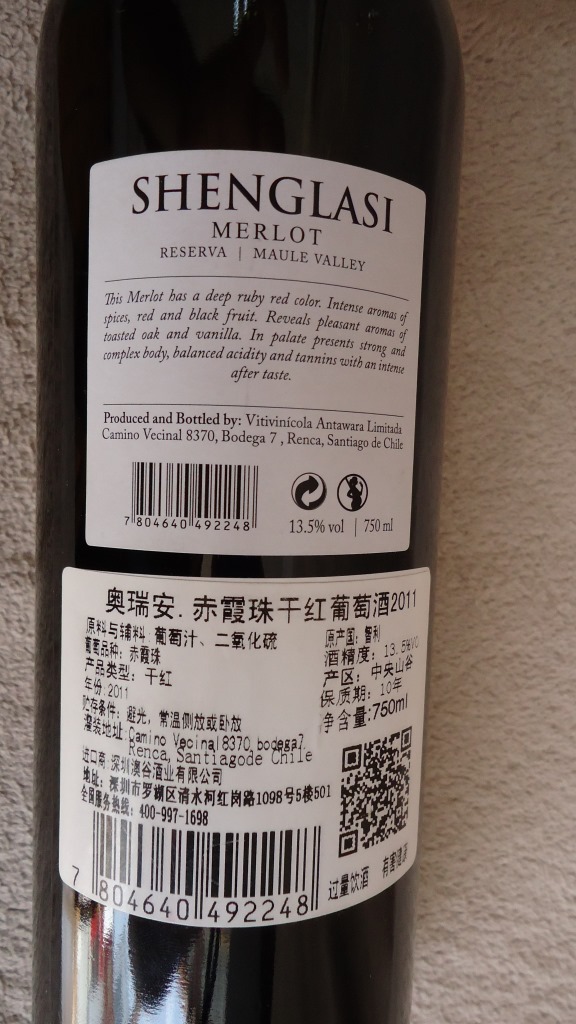 SHENGLASI
MERLOT
RESERVA | MAULE VALLEY
This Merlot has a deep ruby red color. Intense aromas of
spices, red and black fruit. Reveals pleasant aromas of
toasted oak and vanilla. In palate presents strong and
complex body, balanced acidity and tannins with an intense
after taste.
Produced and Bottled by: Vitivinícola Antawara Limitada
Camino Vecinal 8370, Bodega 7 , Renca, Santiago de Chile
7 804640 492248
13.5% vol | 750 ml
奥瑞安.赤霞珠干红葡萄酒2011
原料与辅料:葡萄汁、二氧化硫
葡萄品种:赤霞珠
产品类型:干红
年份:2011
贮存条件:避光,常温侧放或卧放
灌装地址:Camino Vecinal8370,bodega7,
Renca,Santiagode Chile
进口商:深圳澳谷酒业有限公司
地址:深圳市罗湖区清水河红岗路1098号5楼501
全国服务热线:400-997-1698
原产国:智利
酒精度:13.5%VO
产区:中央山谷
保质期:10年
净含量:750ml
7 804640 492248
过量饮酒 有害健康